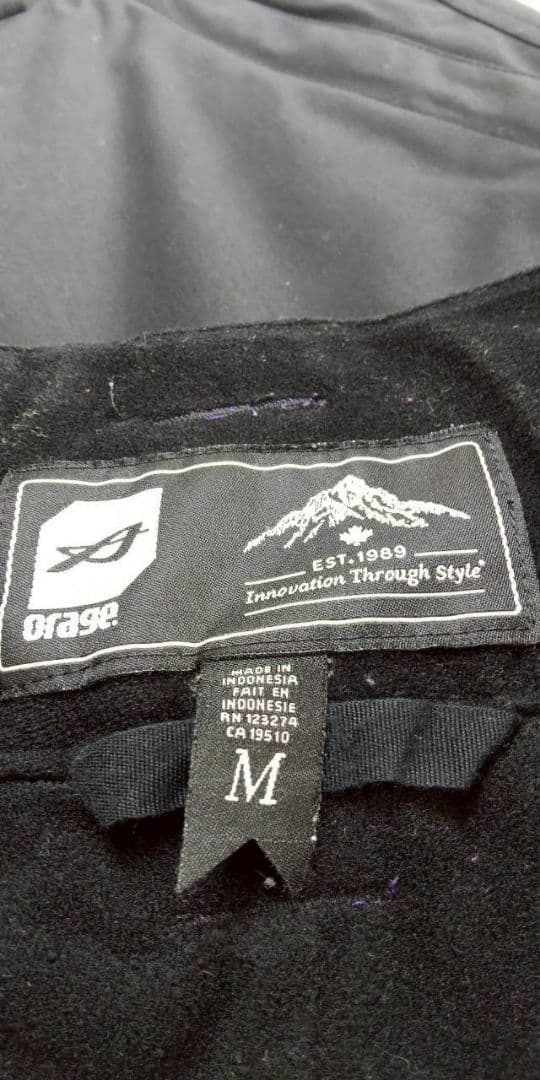 orage
EST.1989
Innovation Through Style
MADE IN
INDONESIA
FAIT EN
INDONESIE
RN 123274
CA 19510
M